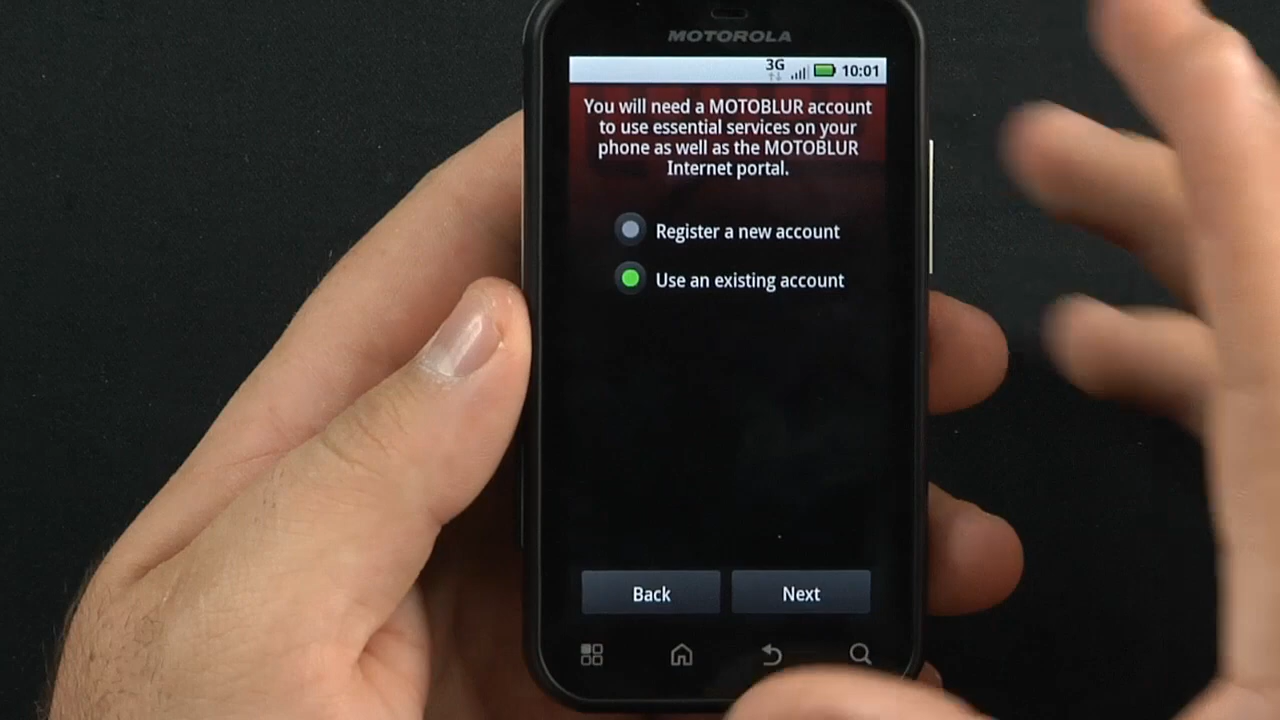 MOTOROLA
3G 10:01
You will need a MOTOBLUR account
to use essential services on your
phone as well as the MOTOBLUR
Internet portal.
Register a new account
Use an existing account
Back Next